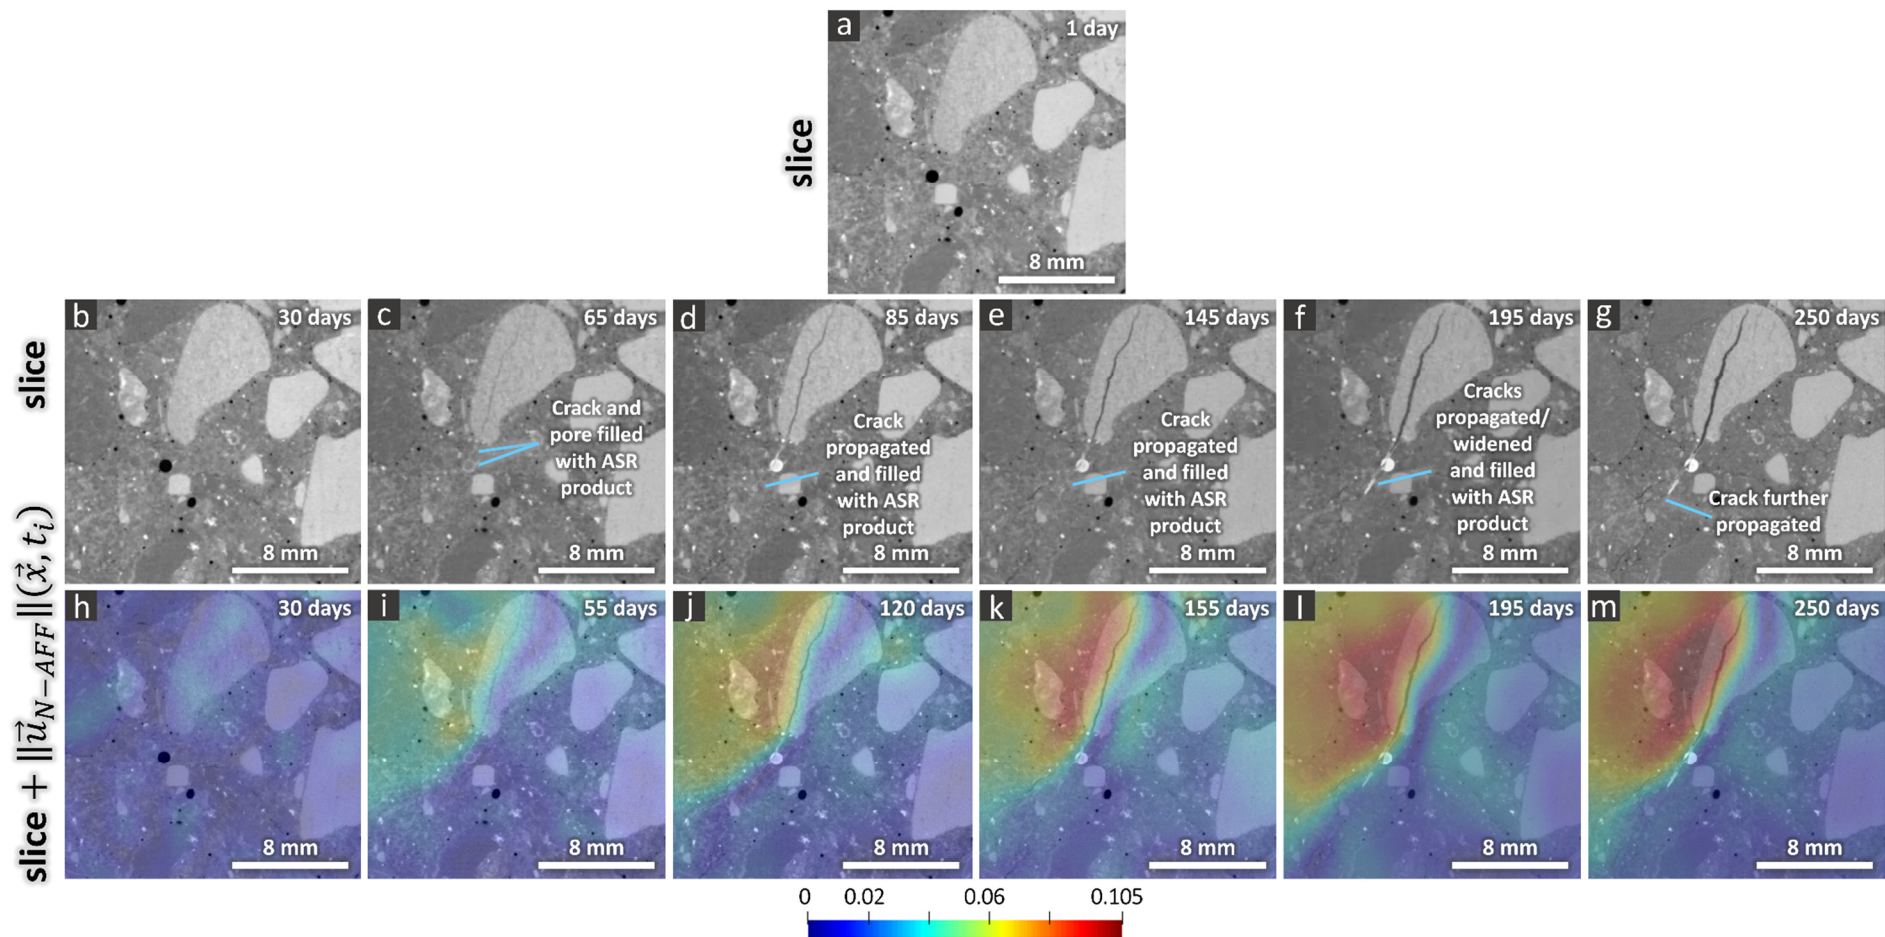 a
1 day
slice
8 mm
b
30 days
c
65 days
d
85 days
e
145 days
f
195 days
g
250 days
slice
Crack and
pore filled
with ASR
product
Crack
propagated
and filled
with ASR
product
Crack
propagated
and filled
with ASR
product
Cracks
propagated/
widened
and filled
with ASR
product
Crack further
propagated
8 mm
8 mm
8 mm
8 mm
8 mm
8 mm
slice + ‖u⃗_{N−AFF}‖(x⃗, t_i)
h
30 days
i
55 days
j
120 days
k
155 days
l
195 days
m
250 days
8 mm
8 mm
8 mm
8 mm
8 mm
8 mm
0 0.02 0.06 0.105